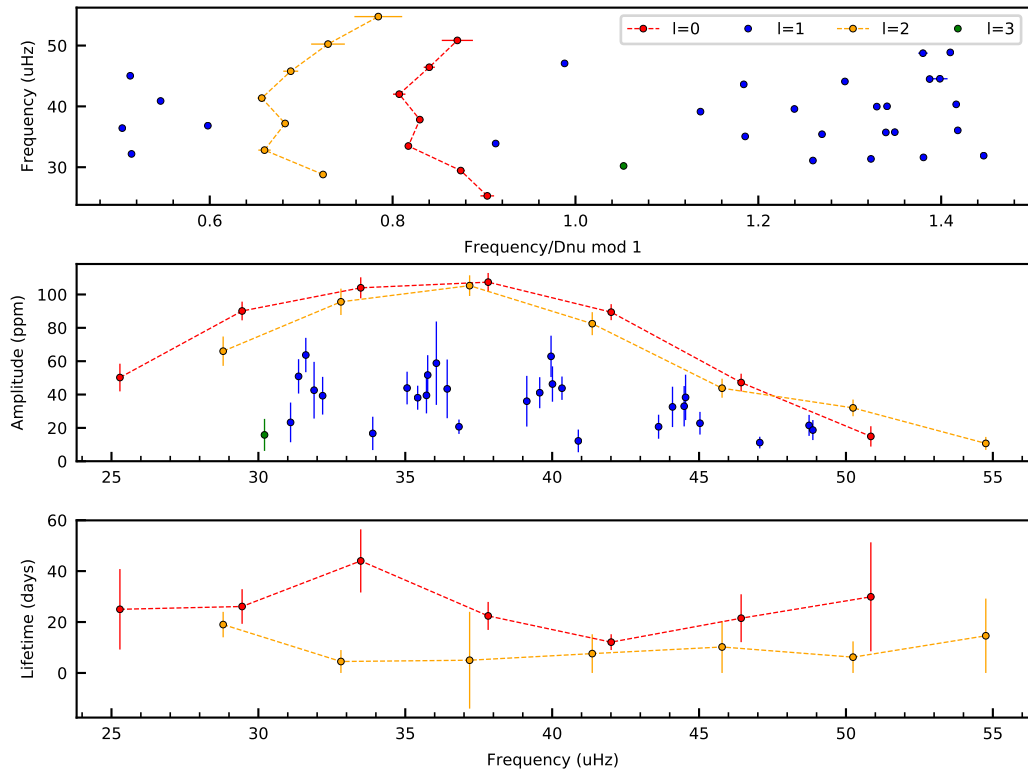 l=0 l=1 l=2 l=3
Frequency (uHz)
50
40
30
0.6 0.8 1.0 1.2 1.4
Frequency/Dnu mod 1
Amplitude (ppm)
100
80
60
40
20
0
25 30 35 40 45 50 55
Lifetime (days)
60
40
20
0
25 30 35 40 45 50 55
Frequency (uHz)